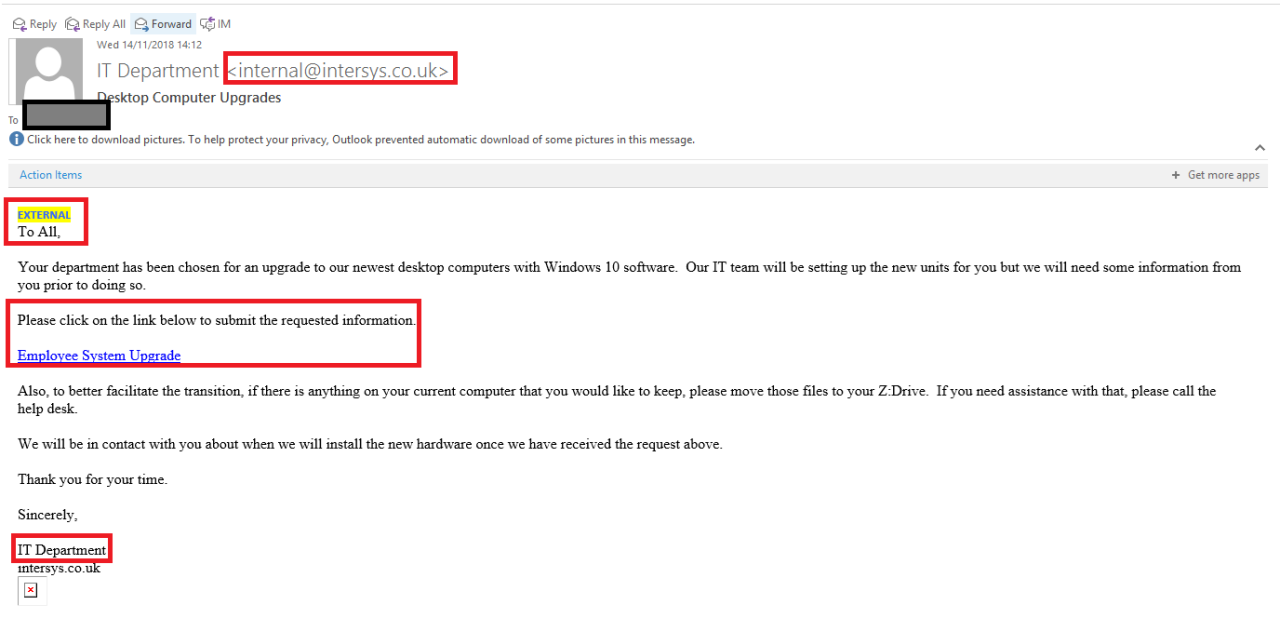 Reply Reply All Forward IM
Wed 14/11/2018 14:12
IT Department <internal@intersys.co.uk>
Desktop Computer Upgrades
To
Click here to download pictures. To help protect your privacy, Outlook prevented automatic download of some pictures in this message.
Action Items + Get more apps
EXTERNAL
To All,
Your department has been chosen for an upgrade to our newest desktop computers with Windows 10 software. Our IT team will be setting up the new units for you but we will need some information from
you prior to doing so.
Please click on the link below to submit the requested information.
Employee System Upgrade
Also, to better facilitate the transition, if there is anything on your current computer that you would like to keep, please move those files to your Z:Drive. If you need assistance with that, please call the
help desk.
We will be in contact with you about when we will install the new hardware once we have received the request above.
Thank you for your time.
Sincerely,
IT Department
intersys.co.uk